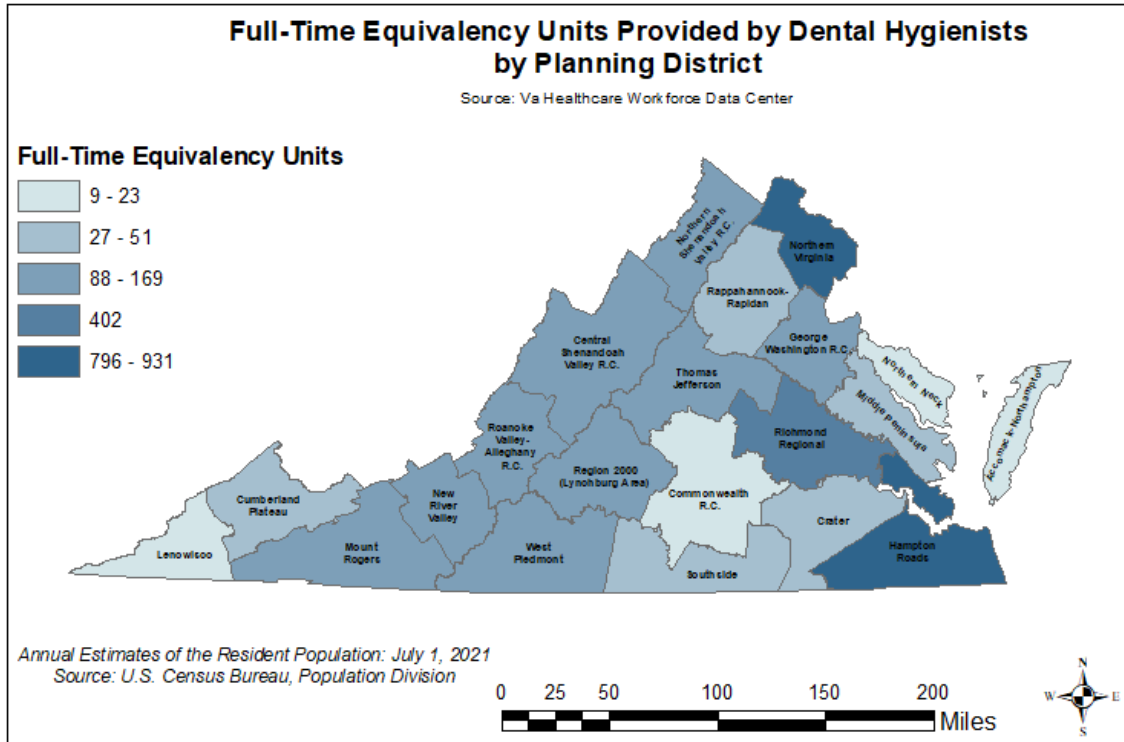 Full-Time Equivalency Units Provided by Dental Hygienists
by Planning District
Source: Va Healthcare Workforce Data Center
Full-Time Equivalency Units
9 - 23
27 - 51
88 - 169
402
796 - 931
Northern
Shenandoah
Valley R.C.
Northern
Virginia
Rappahannock-
Rapidan
Central
Shenandoah
Valley R.C.
George
Washington R.C.
Northern Neck
Thomas
Jefferson
Middle Peninsula
Accomack-Northampton
Roanoke
Valley-
Alleghany
R.C.
Richmond
Regional
Region 2000
(Lynchburg Area)
Commonwealth
R.C.
Cumberland
Plateau
New
River
Valley
Crater
Lenowisco
Mount
Rogers
West
Piedmont
Southside
Hampton
Roads
Annual Estimates of the Resident Population: July 1, 2021
Source: U.S. Census Bureau, Population Division
0 25 50 100 150 200
Miles
N
W E
S